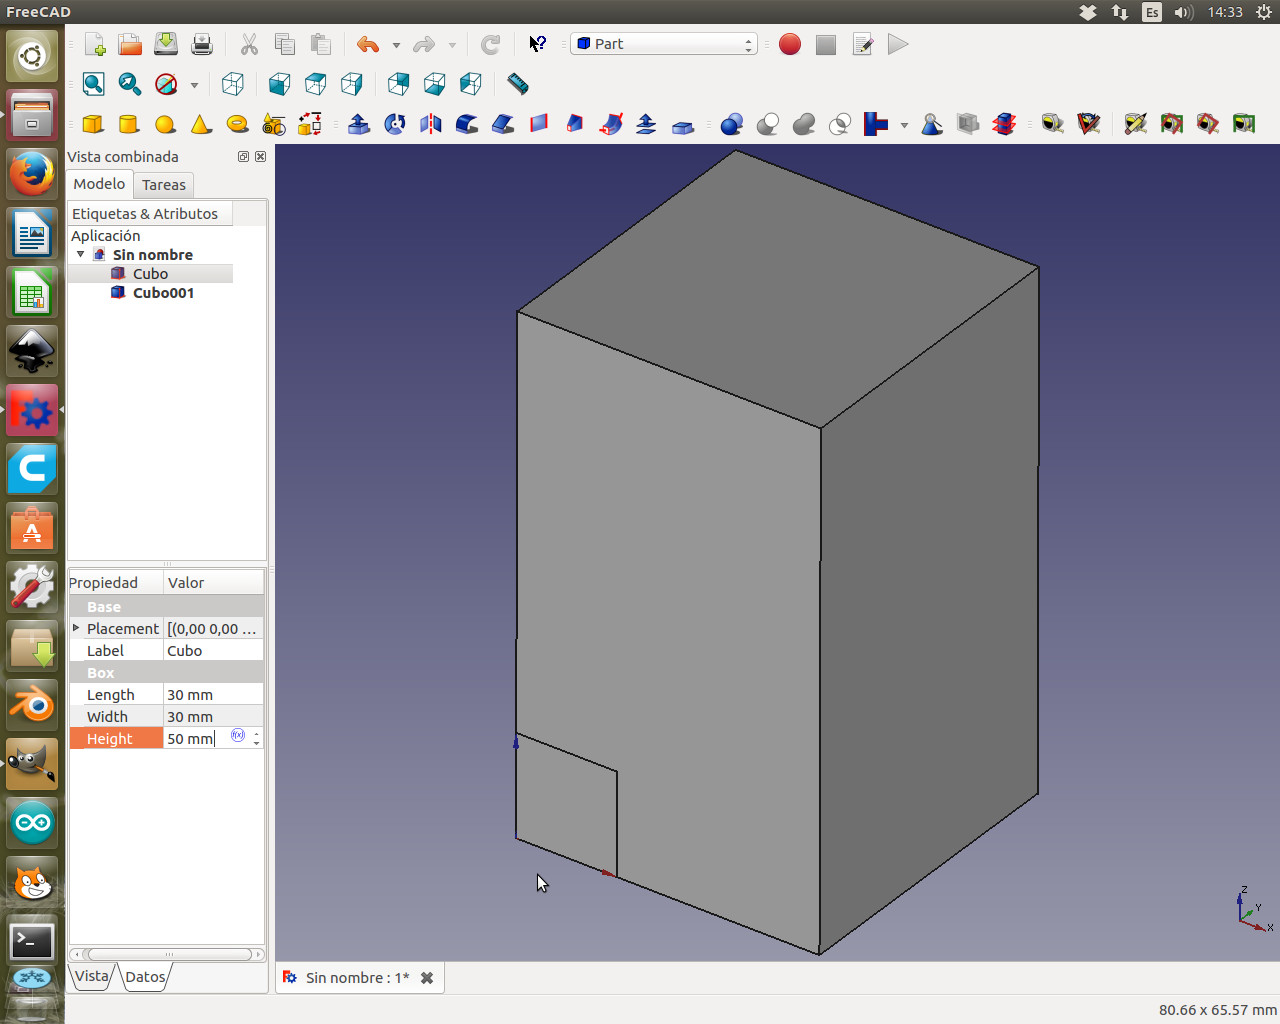 FreeCAD
Es
14:33
Part
Vista combinada
Modelo
Tareas
Etiquetas & Atributos
Aplicación
Sin nombre
Cubo
Cubo001
Propiedad Valor
Base
Placement [(0,00 0,00 ...
Label Cubo
Box
Length 30 mm
Width 30 mm
Height 50 mm
f(x)
Z
Y
X
Vista
Datos
Sin nombre : 1*
80.66 x 65.57 mm